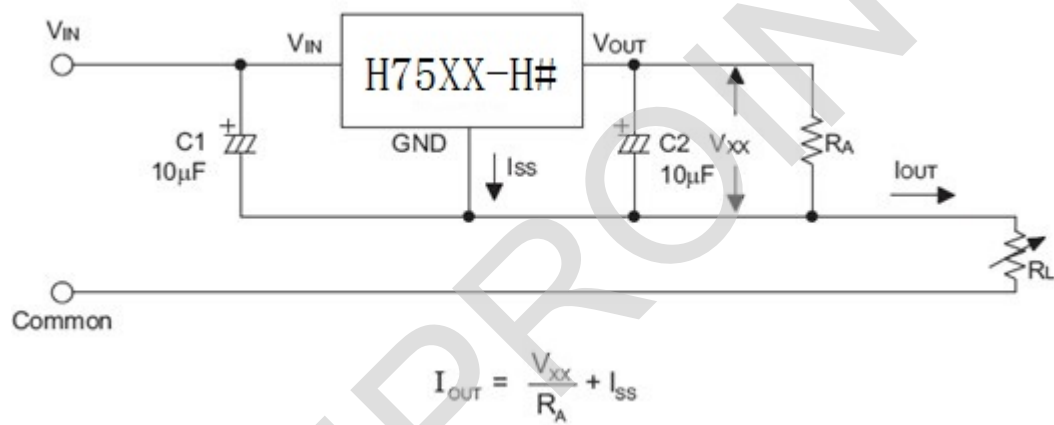 VIN
VIN
H75XX-H#
VOUT
C1
10μF
GND
ISS
C2
10μF
VXX
RA
IOUT
RL
Common
IOUT = VXX / RA + ISS
PROIN